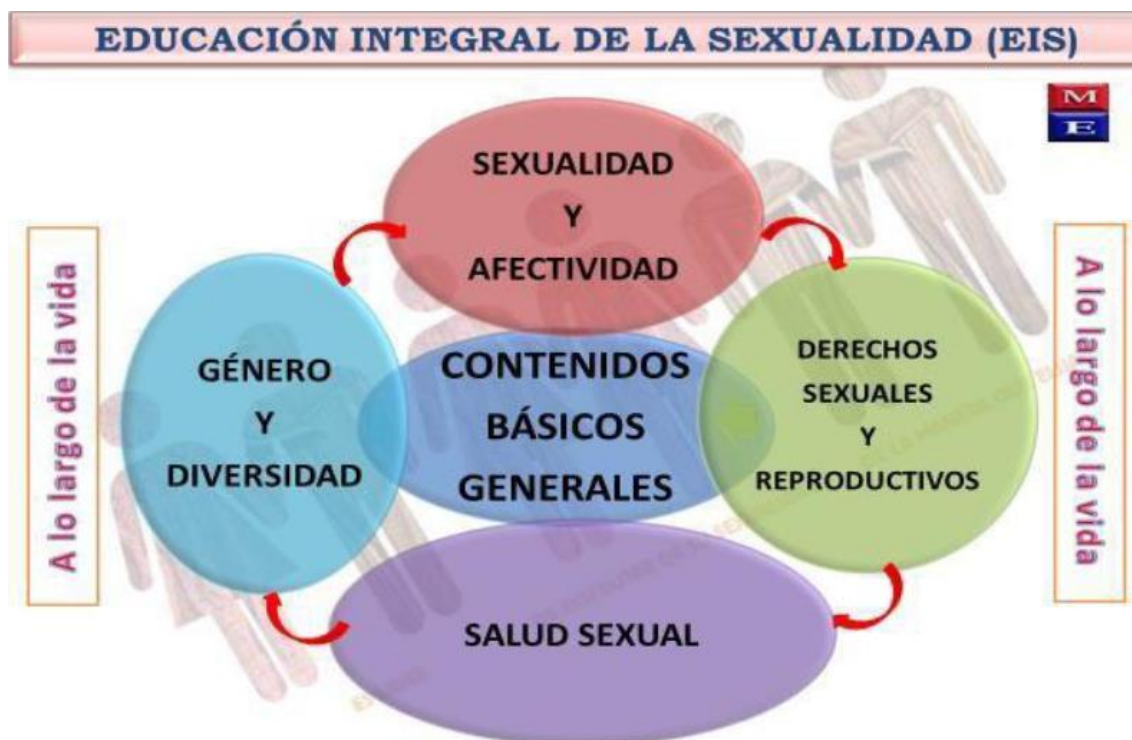 EDUCACIÓN INTEGRAL DE LA SEXUALIDAD (EIS)
M
E
SEXUALIDAD
Y
AFECTIVIDAD
A lo largo de la vida
GÉNERO
Y
DIVERSIDAD
CONTENIDOS
BÁSICOS
GENERALES
DERECHOS
SEXUALES
Y
REPRODUCTIVOS
A lo largo de la vida
SALUD SEXUAL